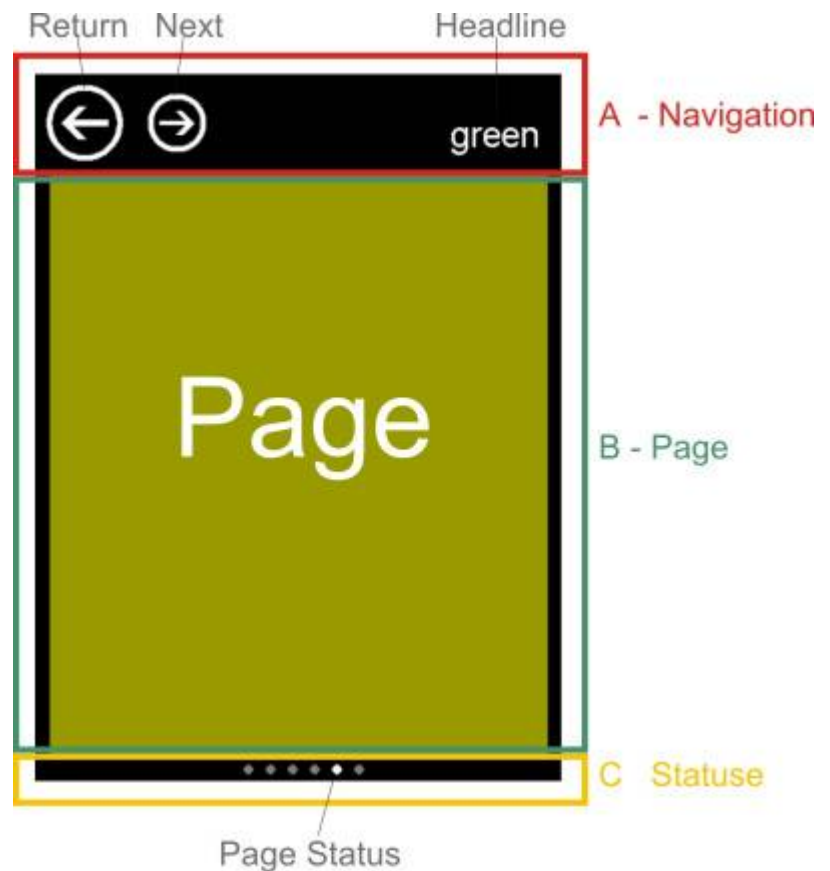 Return Next Headline
green
A - Navigation
Page
B - Page
C Statuse
Page Status